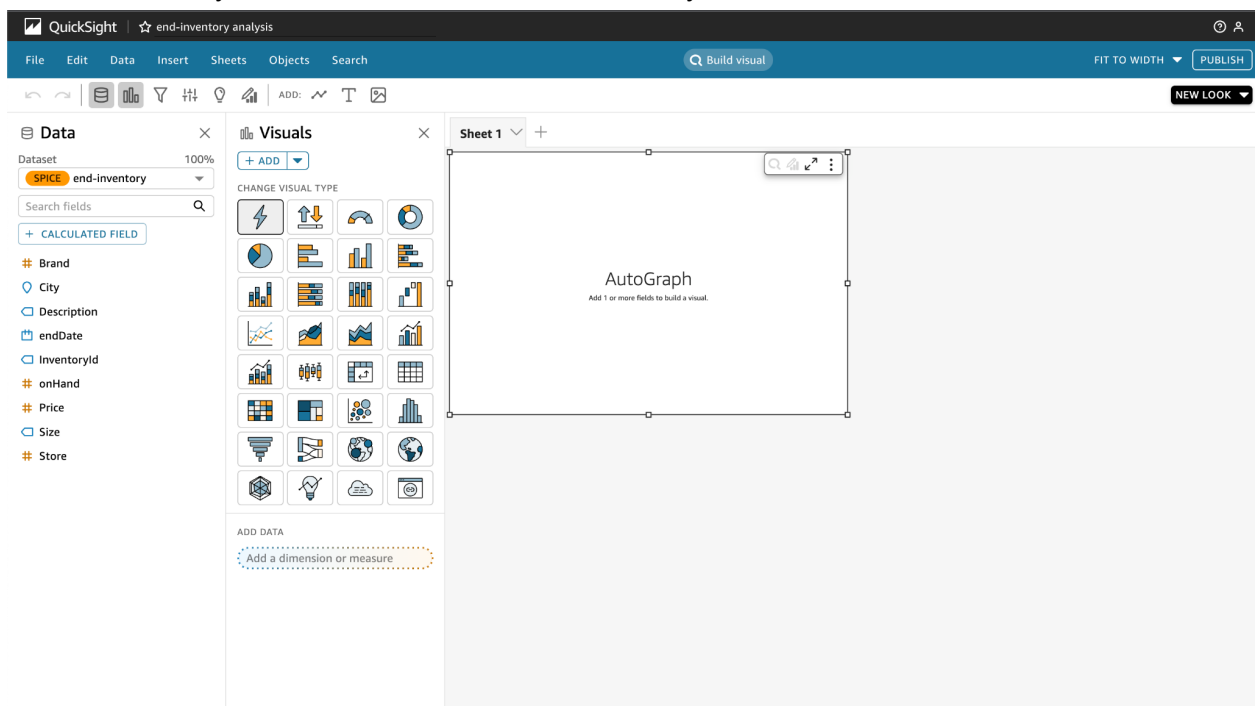 QuickSight
end-inventory analysis
File Edit Data Insert Sheets Objects Search
Build visual
FIT TO WIDTH
PUBLISH
ADD:
NEW LOOK
Data
Dataset 100%
SPICE end-inventory
Search fields
+ CALCULATED FIELD
# Brand
City
Description
endDate
InventoryId
# onHand
# Price
Size
# Store
Visuals
+ ADD
CHANGE VISUAL TYPE
ADD DATA
Add a dimension or measure
Sheet 1
AutoGraph
Add 1 or more fields to build a visual.